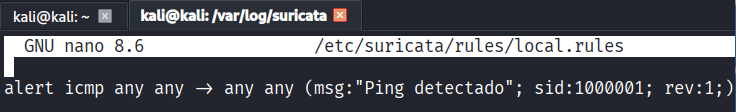 kali@kali: ~ kali@kali: /var/log/suricata
GNU nano 8.6 /etc/suricata/rules/local.rules
alert icmp any any -> any any (msg:"Ping detectado"; sid:1000001; rev:1;)